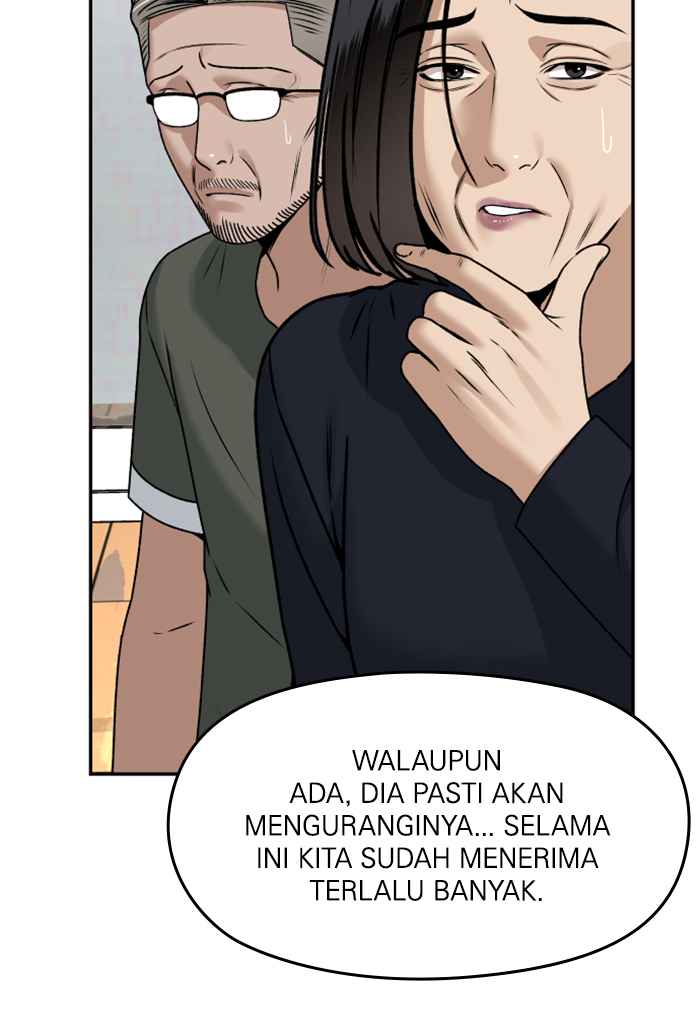 WALAUPUN
ADA, DIA PASTI AKAN
MENGURANGINYA... SELAMA
INI KITA SUDAH MENERIMA
TERLALU BANYAK.